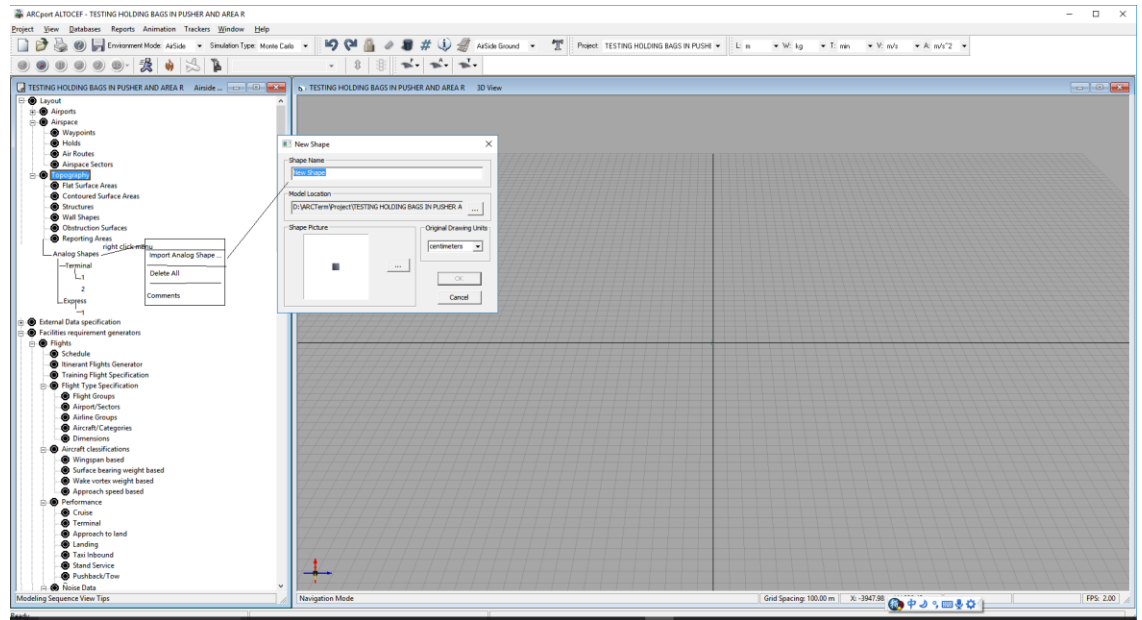 ARCport ALTOCEF - TESTING HOLDING BAGS IN PUSHER AND AREA R
Project View Databases Reports Animation Trackers Window Help
Environment Mode: AirSide Simulation Type: Monte Carlo AirSide Ground Project: TESTING HOLDING BAGS IN PUSHI L: m W: kg T: min V: m/s A: m/s^2
TESTING HOLDING BAGS IN PUSHER AND AREA R Airside ...
Layout
Airports
Airspace
Waypoints
Holds
Air Routes
Airspace Sectors
Topography
Flat Surface Areas
Contoured Surface Areas
Structures
Wall Shapes
Obstruction Surfaces
Reporting Areas
right click menu
Analog Shapes
Terminal
1
2
Express
1
Import Analog Shape ...
Delete All
Comments
External Data specification
Facilities requirement generators
Flights
Schedule
Itinerant Flights Generator
Training Flight Specification
Flight Type Specification
Flight Groups
Airport/Sectors
Airline Groups
Aircraft/Categories
Dimensions
Aircraft classifications
Wingspan based
Surface bearing weight based
Wake vortex weight based
Approach speed based
Performance
Cruise
Terminal
Approach to land
Landing
Taxi Inbound
Stand Service
Pushback/Tow
Noise Data
Modeling Sequence View Tips
TESTING HOLDING BAGS IN PUSHER AND AREA R 3D View
New Shape
Shape Name
New Shape
Model Location
D:\ARCTerm\Project\TESTING HOLDING BAGS IN PUSHER A
...
Shape Picture
...
Original Drawing Units
centimeters
OK
Cancel
Navigation Mode
Grid Spacing: 100.00 m
X: -3947.98
中
FPS: 2.00
Ready